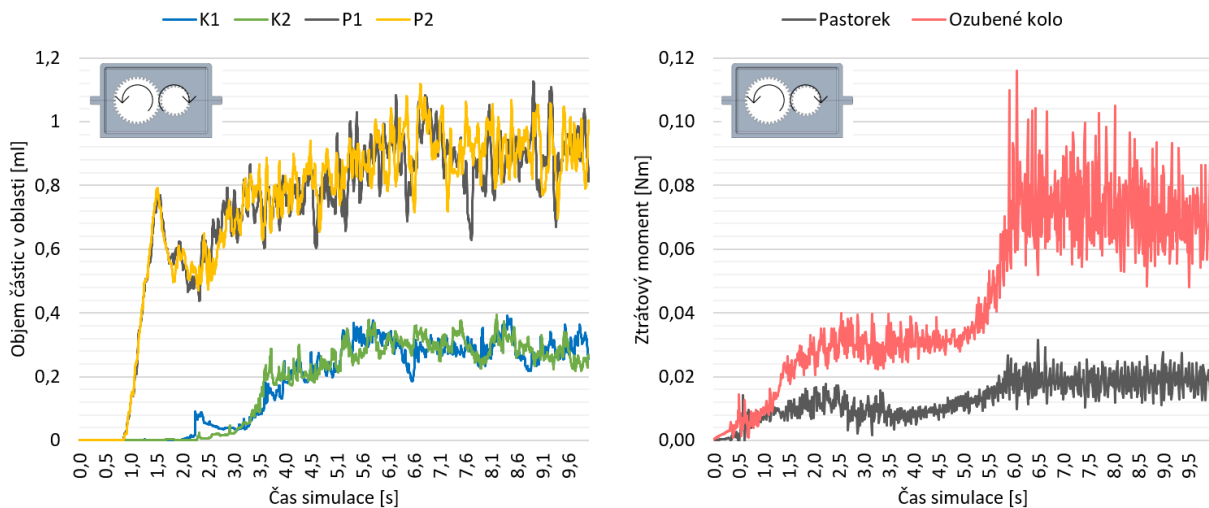 K1 K2 P1 P2
Objem částic v oblasti [ml]
1,2
1
0,8
0,6
0,4
0,2
0
0,0 0,5 1,0 1,5 2,0 2,5 3,0 3,5 4,0 4,5 5,1 5,6 6,1 6,6 7,1 7,6 8,1 8,6 9,1 9,6
Čas simulace [s]
Pastorek Ozubené kolo
Ztrátový moment [Nm]
0,12
0,10
0,08
0,06
0,04
0,02
0,00
0,0 0,5 1,0 1,5 2,0 2,5 3,0 3,5 4,0 4,5 5,0 5,5 6,0 6,5 7,0 7,5 8,0 8,5 9,0 9,5
Čas simulace [s]